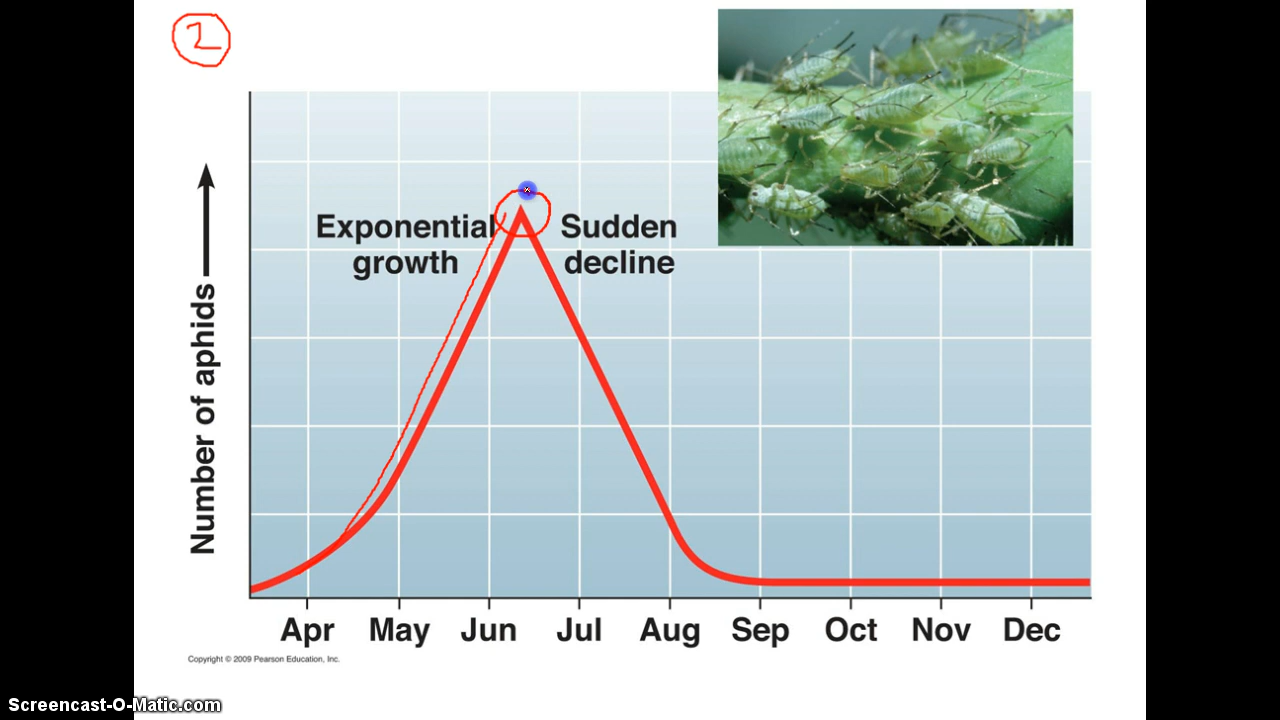 2
Exponential
growth
Sudden
decline
Number of aphids
Apr May Jun Jul Aug Sep Oct Nov Dec
Copyright © 2009 Pearson Education, Inc.
Screencast-O-Matic.com